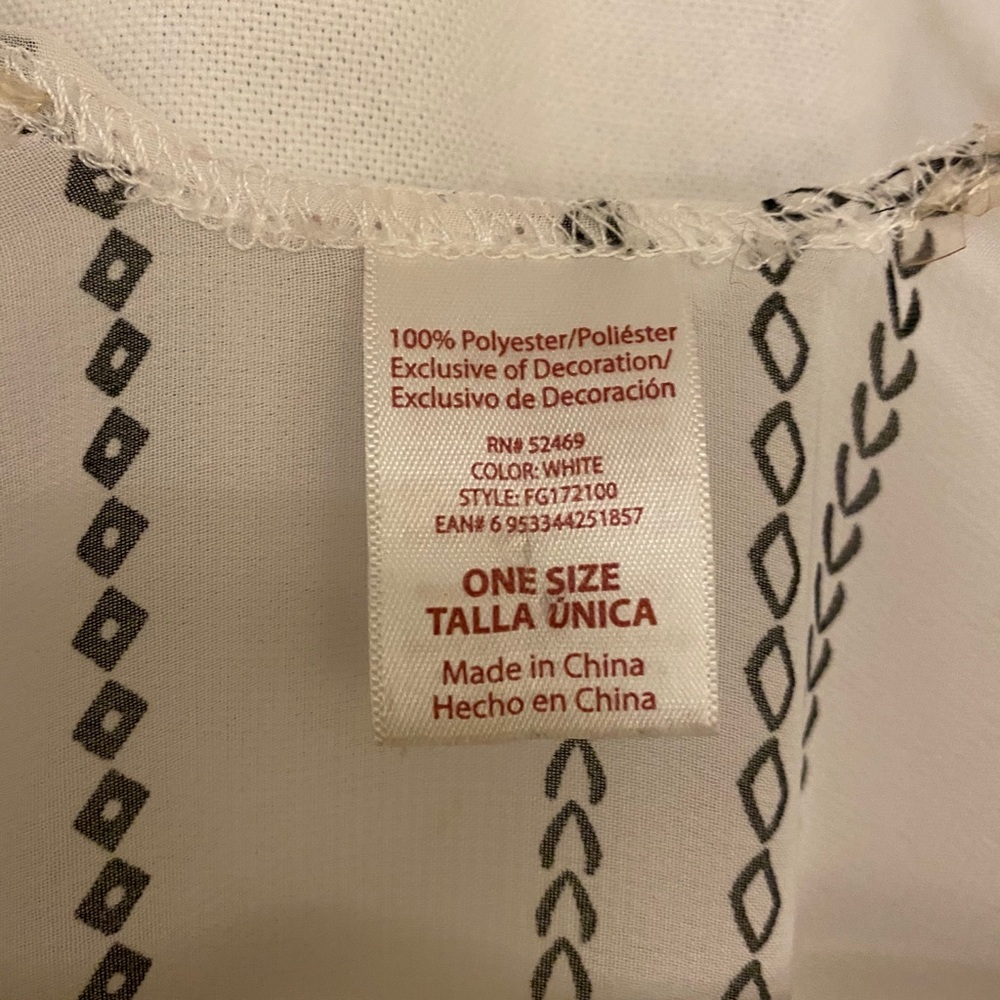 100% Polyester/Poliéster
Exclusive of Decoration/
Exclusivo de Decoración
RN# 52469
COLOR: WHITE
STYLE: FG172100
EAN# 6 953344251857
ONE SIZE
TALLA ÚNICA
Made in China
Hecho en China